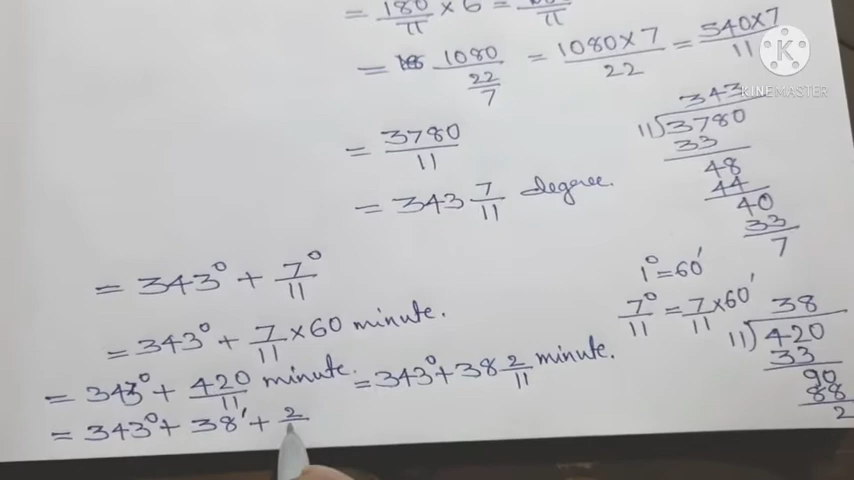 = 180/π × 6 =
= 1080/(22/7) = 1080×7/22 = 540×7/11
= 3780/11
= 343 7/11 degree.
343
11)3780
33
48
44
40
33
7
= 343° + 7°/11
1° = 60′
= 343° + 7/11 × 60 minute.
7°/11 = 7/11 × 60′
= 343° + 420/11 minute. = 343° + 38 2/11 minute.
= 343° + 38′ + 2/
38
11)420
33
90
88
2
K
KINEMASTER